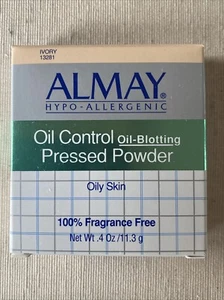 IVORY
13281
ALMAY®
HYPO-ALLERGENIC
Oil Control Oil-Blotting
Pressed Powder
Oily Skin
100% Fragrance Free
Net Wt .4 Oz/11.3 g